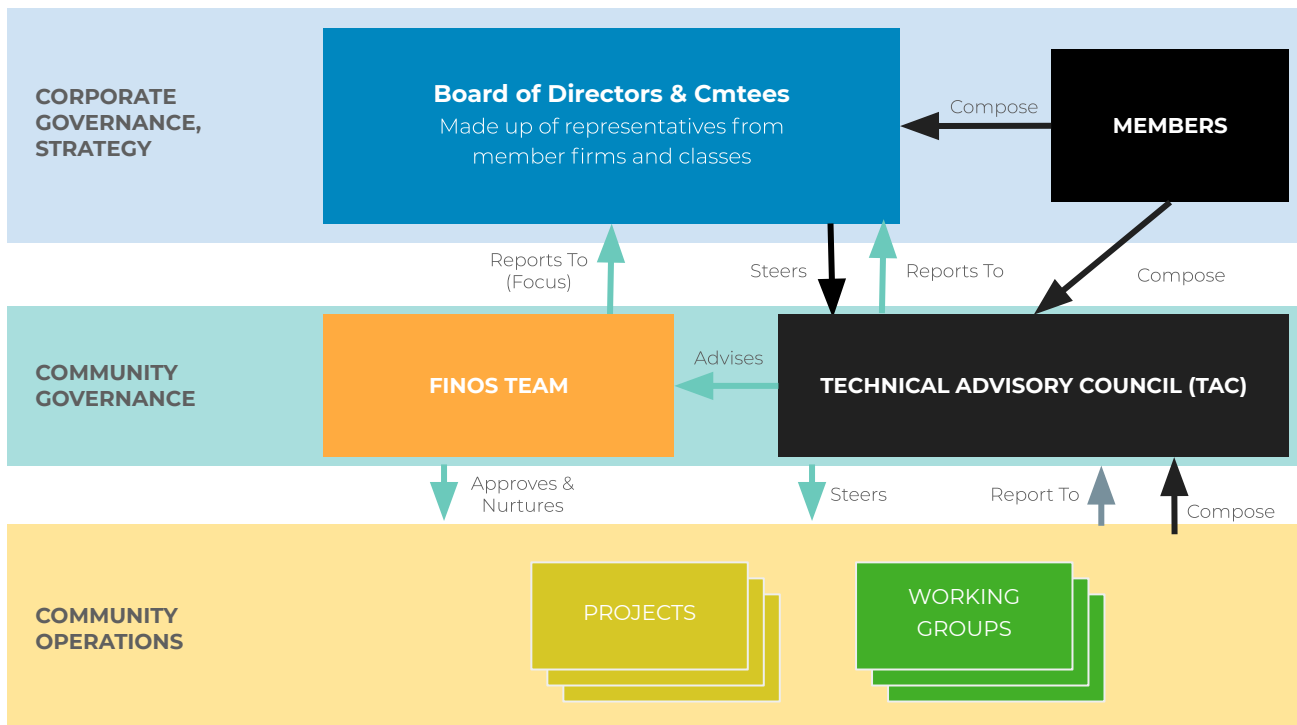 CORPORATE
GOVERNANCE,
STRATEGY
Board of Directors & Cmtees
Made up of representatives from
member firms and classes
Compose
MEMBERS
Reports To
(Focus)
Steers
Reports To
Compose
COMMUNITY
GOVERNANCE
FINOS TEAM
Advises
TECHNICAL ADVISORY COUNCIL (TAC)
Approves &
Nurtures
Steers
Report To
Compose
COMMUNITY
OPERATIONS
PROJECTS
WORKING
GROUPS